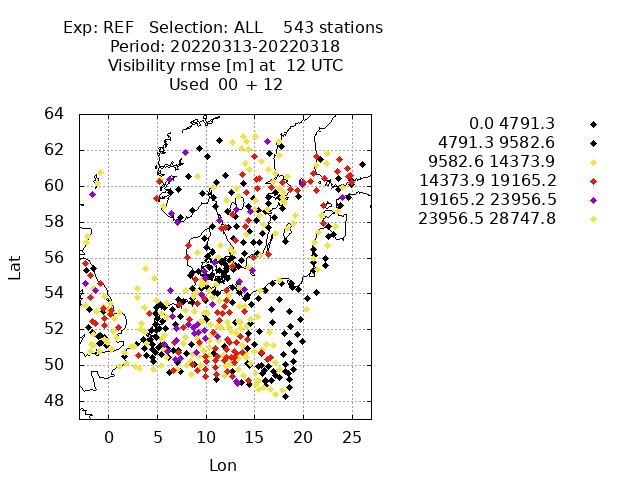 Exp: REF Selection: ALL 543 stations
Period: 20220313-20220318
Visibility rmse [m] at 12 UTC
Used 00 + 12
64
62
60
58
56
54
52
50
48
Lat
0 5 10 15 20 25
Lon
0.0 4791.3
4791.3 9582.6
9582.6 14373.9
14373.9 19165.2
19165.2 23956.5
23956.5 28747.8